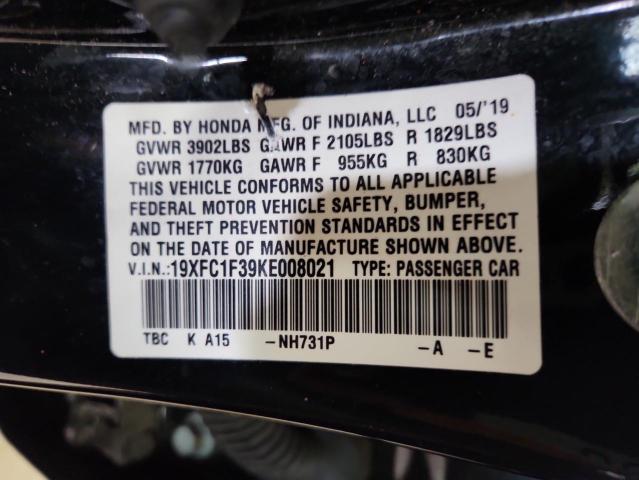 MFD. BY HONDA MFG. OF INDIANA, LLC 05/'19
GVWR 3902LBS GAWR F 2105LBS R 1829LBS
GVWR 1770KG GAWR F 955KG R 830KG
THIS VEHICLE CONFORMS TO ALL APPLICABLE
FEDERAL MOTOR VEHICLE SAFETY, BUMPER,
AND THEFT PREVENTION STANDARDS IN EFFECT
ON THE DATE OF MANUFACTURE SHOWN ABOVE.
V.I.N.:19XFC1F39KE008021 TYPE: PASSENGER CAR
TBC K A15 -NH731P -A -E